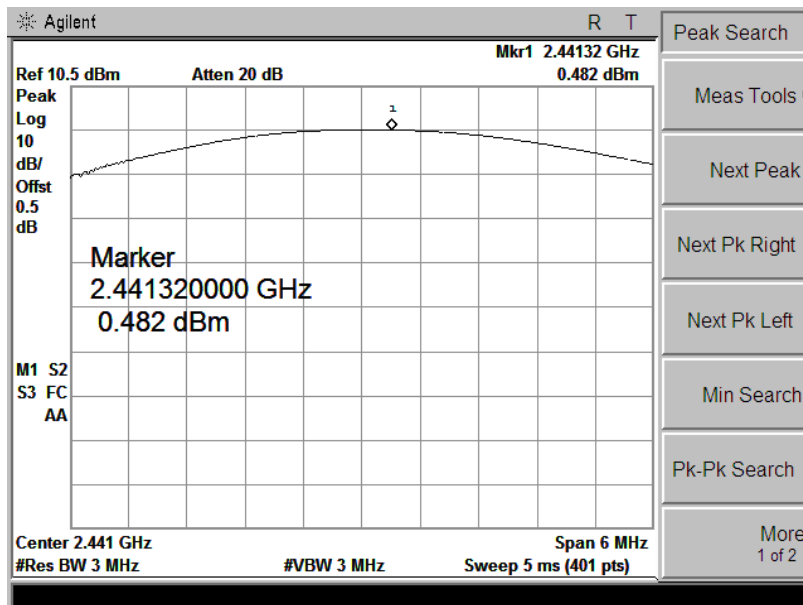 Agilent R T
Mkr1 2.44132 GHz
Ref 10.5 dBm Atten 20 dB 0.482 dBm
Peak
Log
10
dB/
Offst
0.5
dB
1
Marker
2.441320000 GHz
0.482 dBm
M1 S2
S3 FC
AA
Center 2.441 GHz Span 6 MHz
#Res BW 3 MHz #VBW 3 MHz Sweep 5 ms (401 pts)
Peak Search
Meas Tools
Next Peak
Next Pk Right
Next Pk Left
Min Search
Pk-Pk Search
More
1 of 2